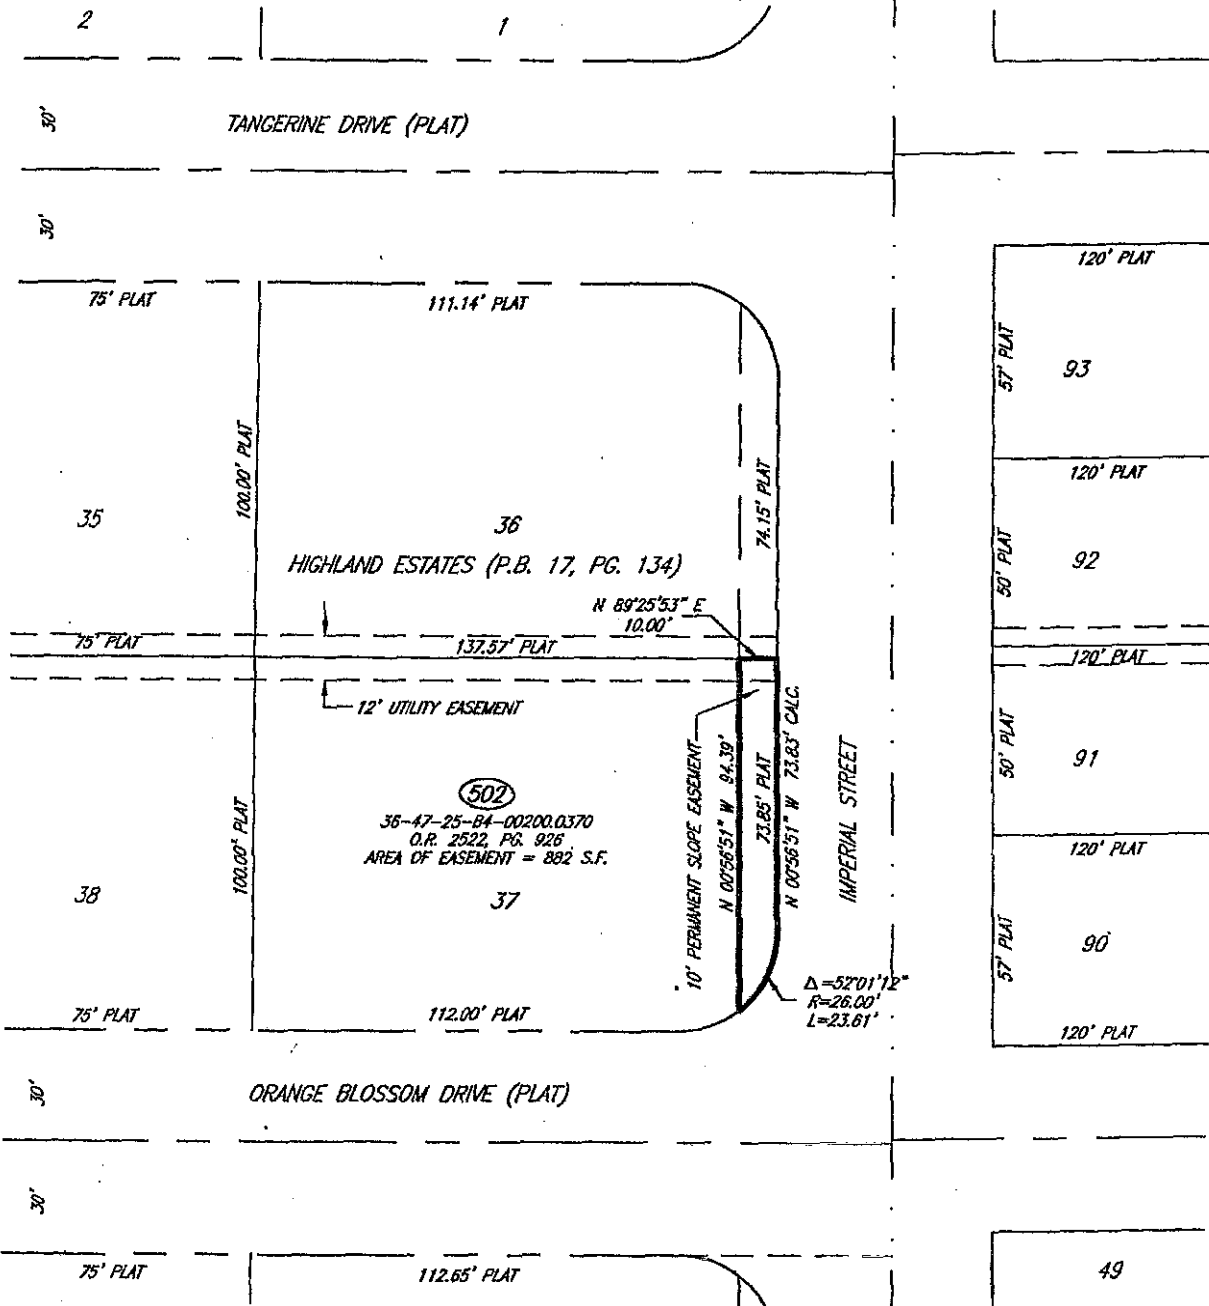 2
1
30'
TANGERINE DRIVE (PLAT)
30'
75' PLAT
111.14' PLAT
120' PLAT
57' PLAT
93
100.00' PLAT
74.15' PLAT
120' PLAT
35
36
50' PLAT
92
HIGHLAND ESTATES (P.B. 17, PG. 134)
N 89°25'53" E
10.00'
75' PLAT
137.57' PLAT
120' PLAT
12' UTILITY EASEMENT
10' PERMANENT SLOPE EASEMENT
N 00°56'51" W 94.39'
73.85' PLAT
N 00°56'51" W 73.83' CALC.
IMPERIAL STREET
50' PLAT
91
502
36-47-25-B4-00200.0370
O.R. 2522, PG. 926
AREA OF EASEMENT = 882 S.F.
100.00' PLAT
120' PLAT
38
37
57' PLAT
90
Δ=52°01'12"
R=26.00'
L=23.61'
75' PLAT
112.00' PLAT
120' PLAT
30'
ORANGE BLOSSOM DRIVE (PLAT)
30'
75' PLAT
112.65' PLAT
49